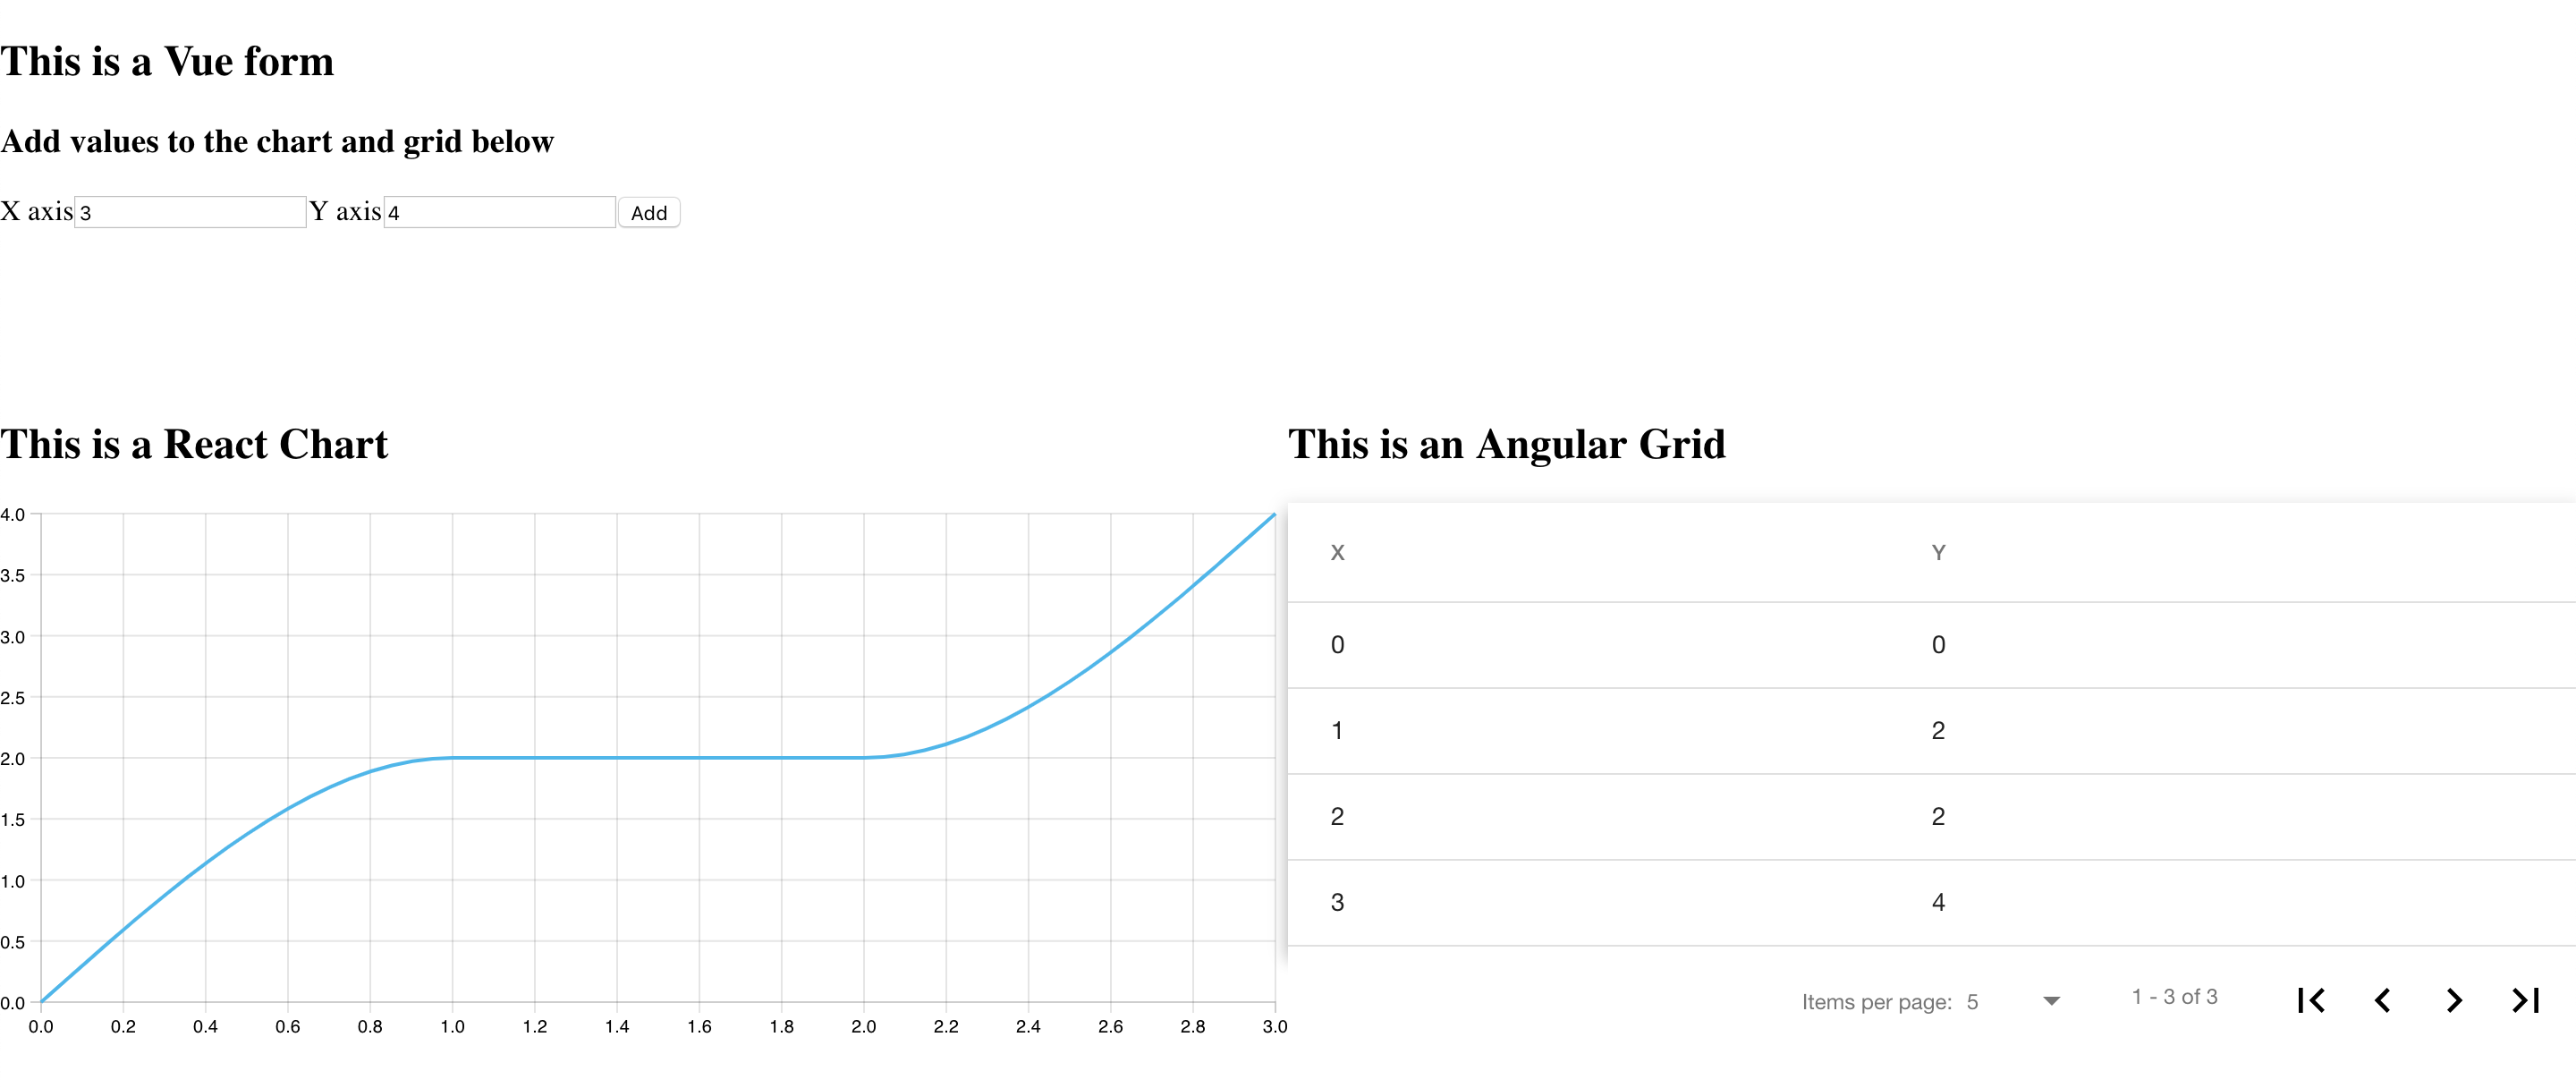 This is a Vue form
Add values to the chart and grid below
X axis 3 Y axis 4 Add
This is a React Chart
4.0
3.5
3.0
2.5
2.0
1.5
1.0
0.5
0.0
0.0 0.2 0.4 0.6 0.8 1.0 1.2 1.4 1.6 1.8 2.0 2.2 2.4 2.6 2.8 3.0
This is an Angular Grid
X Y
0 0
1 2
2 2
3 4
Items per page: 5 1 - 3 of 3